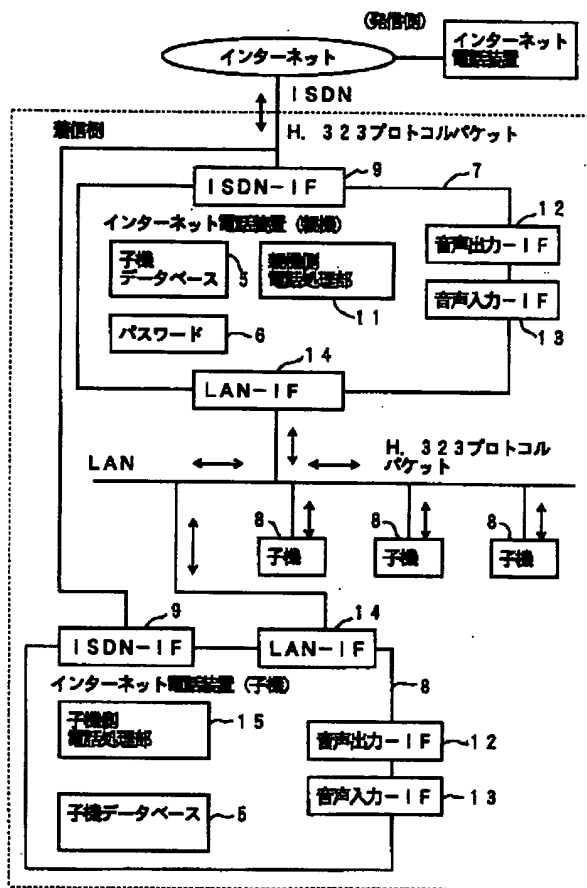 (発信側)
インターネット
インターネット
電話装置
ISDN
着信側
H. 323プロトコルパケット
ISDN-IF
9
7
インターネット電話装置(親機)
12
子機
データベース
5
親機側
電話処理部
11
音声出力-IF
パスワード
6
音声入力-IF
13
14
LAN-IF
LAN
H. 323プロトコル
パケット
8
子機
8
子機
8
子機
9
ISDN-IF
14
LAN-IF
インターネット電話装置(子機)
8
子機側
電話処理部
15
音声出力-IF
12
子機データベース
5
音声入力-IF
13